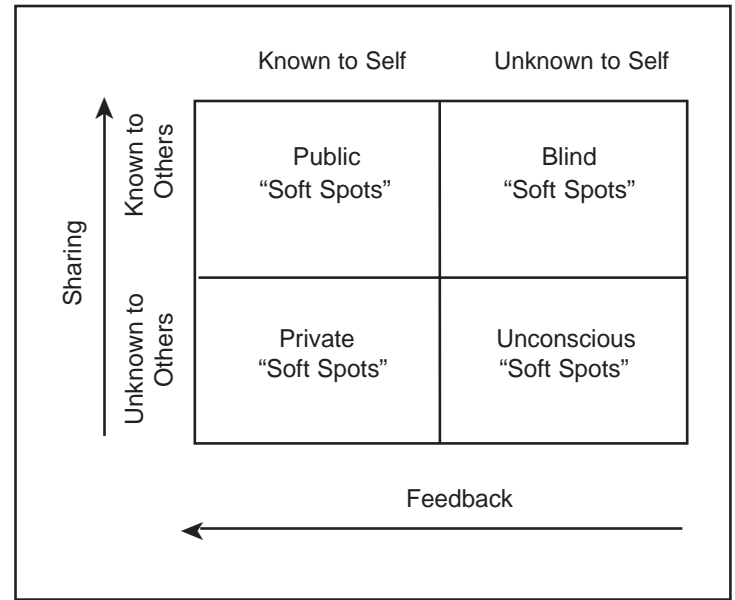 Known to Self
Unknown to Self
Sharing
Known to
Others
Public
“Soft Spots”
Blind
“Soft Spots”
Unknown to
Others
Private
“Soft Spots”
Unconscious
“Soft Spots”
Feedback